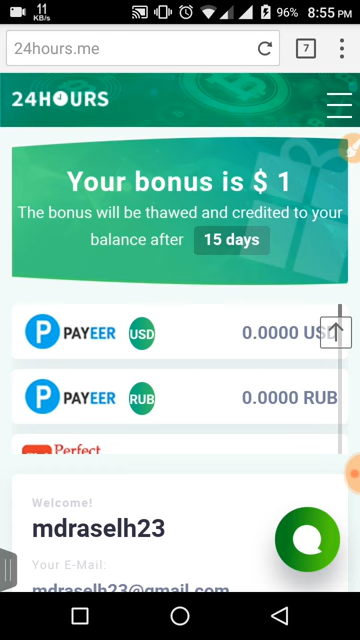 11
KB/s
96%
8:55 PM
24hours.me
7
24HOURS
Your bonus is $ 1
The bonus will be thawed and credited to your
balance after 15 days
PAYEER USD 0.0000 USD
PAYEER RUB 0.0000 RUB
Perfect
Welcome!
mdraselh23
Your E-Mail:
mdraselh23@gmail.com